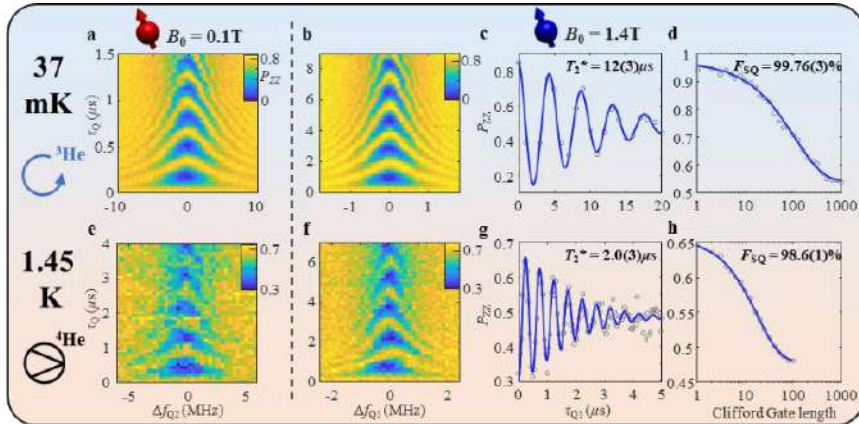 B₀ = 0.1T
B₀ = 1.4T
37
mK
³He
1.45
K
⁴He
a
1.5
1
0.5
0
τQ (μs)
0.8
PZZ
0
-10
0
10
b
8
6
4
2
0
0.8
0
-1
0
1
c
T₂* = 12(3)μs
PZZ
0.8
0.6
0.4
0.2
0
5
10
15
20
d
FSQ = 99.76(3)%
1
0.9
0.8
0.7
0.6
0.5
1
10
100
1000
e
4
3
2
1
0
τQ (μs)
0.7
0.3
-5
0
5
ΔfQ2 (MHz)
f
6
4
2
0
0.7
0.3
-2
0
2
ΔfQ1 (MHz)
g
T₂* = 2.0(3)μs
PZZ
0.7
0.6
0.5
0.4
0.3
0
1
2
3
4
5
τQ1 (μs)
h
FSQ = 98.6(1)%
0.65
0.55
0.45
1
10
100
1000
Clifford Gate length